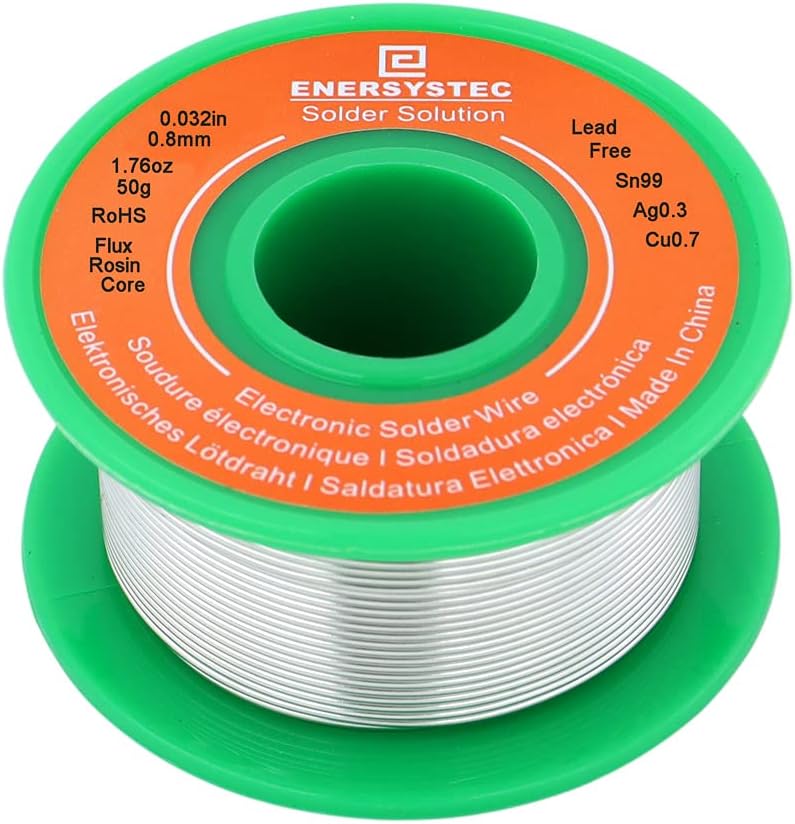 ENERSYSTEC
Solder Solution
0.032in
0.8mm
1.76oz
50g
RoHS
Flux
Rosin
Core
Lead
Free
Sn99
Ag0.3
Cu0.7
Electronic Solder Wire
Soudure électronique I Soldadura electrónica
Elektronisches Lötdraht I Saldatura Elettronica I Made In China